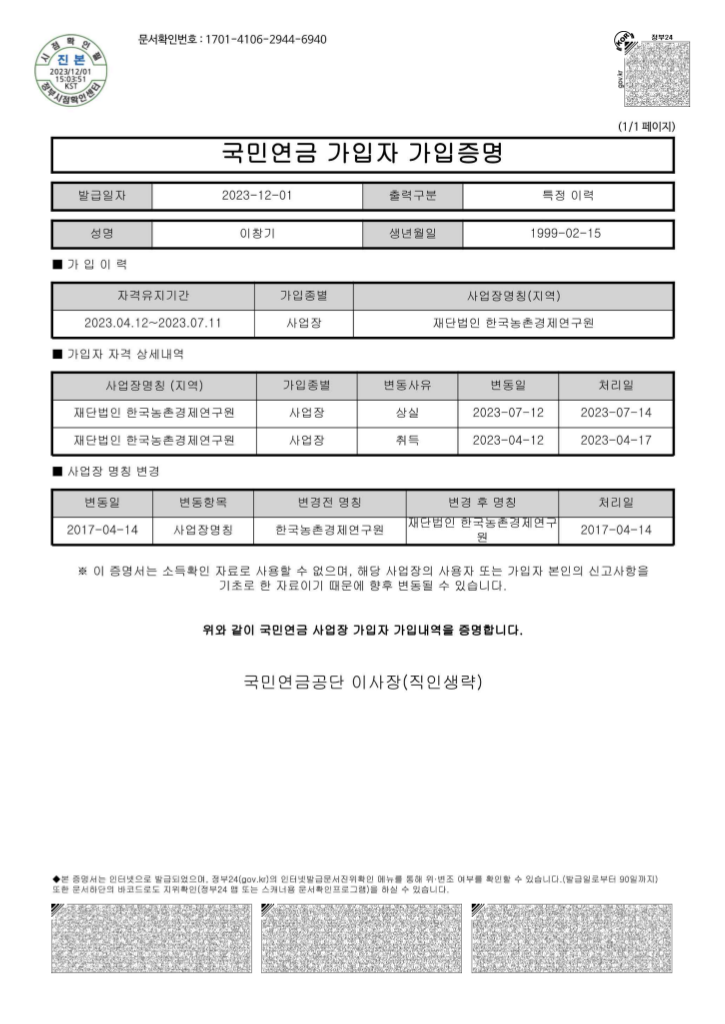 문서확인번호 : 1701-4106-2944-6940
시 점 확 인 필
진 본
2023/12/01
15:03:51
KST
정부시점확인센터
정부24
gov.kr
(1/1 페이지)
국민연금 가입자 가입증명
발급일자 2023-12-01 출력구분 특정 이력
성명 이창기 생년월일 1999-02-15
■ 가 입 이 력
자격유지기간 가입종별 사업장명칭(지역)
2023.04.12~2023.07.11 사업장 재단법인 한국농촌경제연구원
■ 가입자 자격 상세내역
사업장명칭 (지역) 가입종별 변동사유 변동일 처리일
재단법인 한국농촌경제연구원 사업장 상실 2023-07-12 2023-07-14
재단법인 한국농촌경제연구원 사업장 취득 2023-04-12 2023-04-17
■ 사업장 명칭 변경
변동일 변동항목 변경전 명칭 변경 후 명칭 처리일
2017-04-14 사업장명칭 한국농촌경제연구원 재단법인 한국농촌경제연구원 2017-04-14
※ 이 증명서는 소득확인 자료로 사용할 수 없으며, 해당 사업장의 사용자 또는 가입자 본인의 신고사항을
기초로 한 자료이기 때문에 향후 변동될 수 있습니다.
위와 같이 국민연금 사업장 가입자 가입내역을 증명합니다.
국민연금공단 이사장(직인생략)
◆본 증명서는 인터넷으로 발급되었으며, 정부24(gov.kr)의 인터넷발급문서진위확인 메뉴를 통해 위·변조 여부를 확인할 수 있습니다.(발급일로부터 90일까지)
또한 문서하단의 바코드로도 진위확인(정부24 앱 또는 스캐너용 문서확인프로그램)을 하실 수 있습니다.